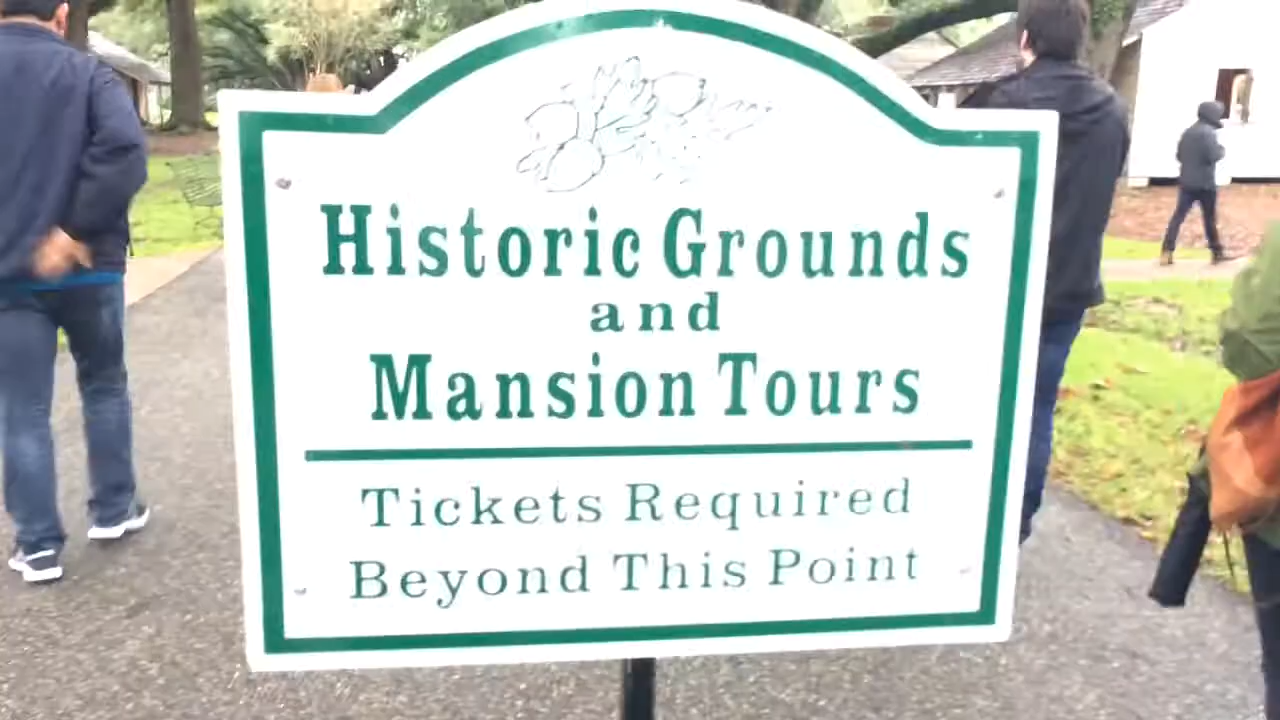 Historic Grounds
and
Mansion Tours
Tickets Required
Beyond This Point